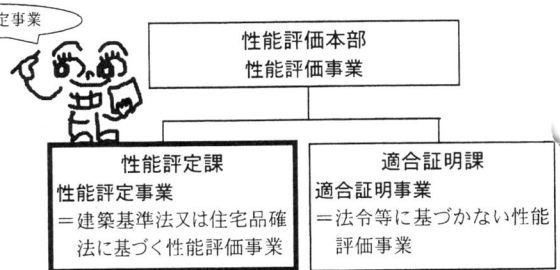 定事業
性能評価本部
性能評価事業
性能評定課
性能評定事業
＝建築基準法又は住宅品確
法に基づく性能評価事業
適合証明課
適合証明事業
＝法令等に基づかない性能
評価事業